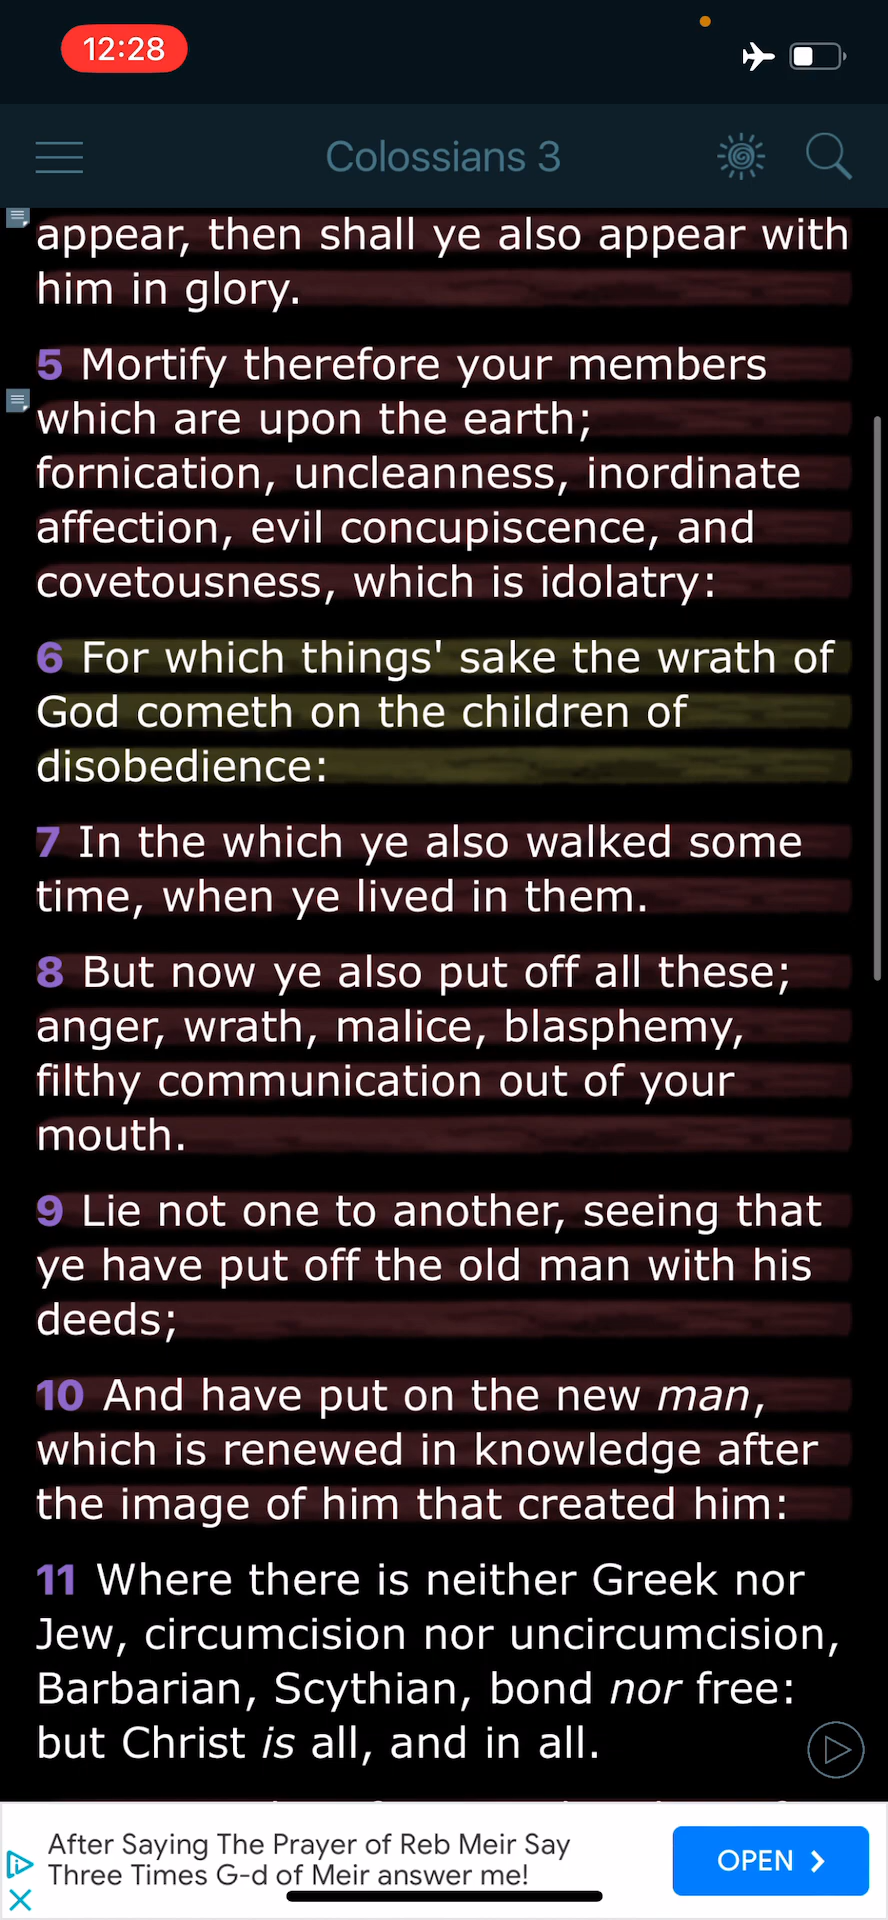 12:28
Colossians 3
appear, then shall ye also appear with
him in glory.
5 Mortify therefore your members
which are upon the earth;
fornication, uncleanness, inordinate
affection, evil concupiscence, and
covetousness, which is idolatry:
6 For which things' sake the wrath of
God cometh on the children of
disobedience:
7 In the which ye also walked some
time, when ye lived in them.
8 But now ye also put off all these;
anger, wrath, malice, blasphemy,
filthy communication out of your
mouth.
9 Lie not one to another, seeing that
ye have put off the old man with his
deeds;
10 And have put on the new man,
which is renewed in knowledge after
the image of him that created him:
11 Where there is neither Greek nor
Jew, circumcision nor uncircumcision,
Barbarian, Scythian, bond nor free:
but Christ is all, and in all.
After Saying The Prayer of Reb Meir Say
Three Times G-d of Meir answer me!
OPEN